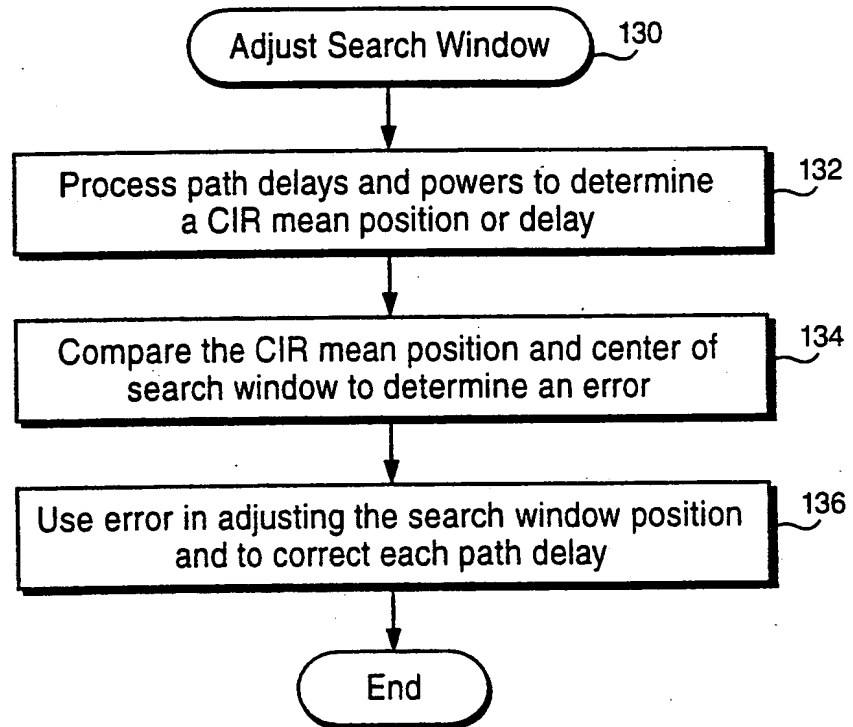 Adjust Search Window
130
Process path delays and powers to determine
a CIR mean position or delay
132
Compare the CIR mean position and center of
search window to determine an error
134
Use error in adjusting the search window position
and to correct each path delay
136
End